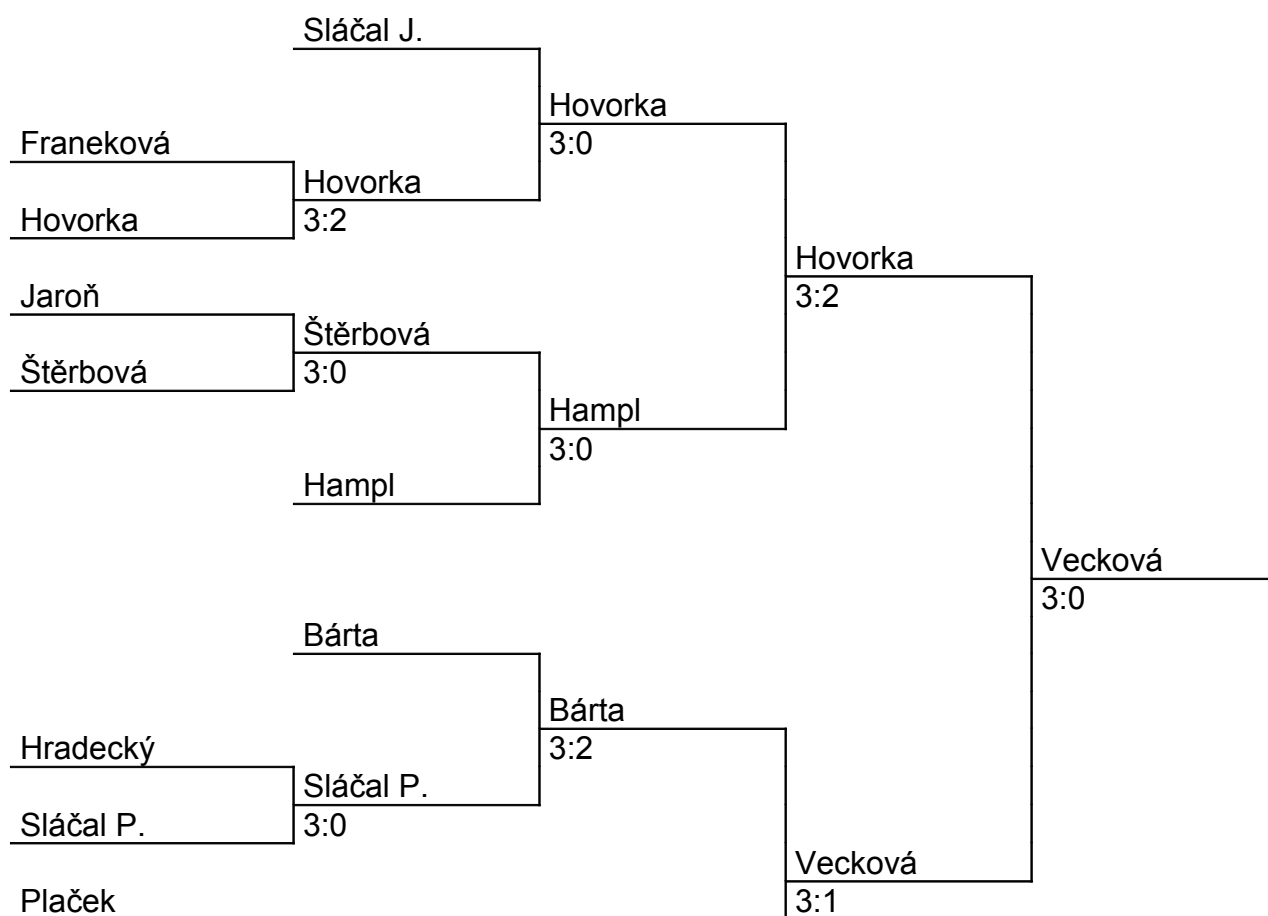 Sláčal J.
Hovorka
3:0
Franeková
Hovorka
3:2
Hovorka
Hovorka
3:2
Jaroň
Štěrbová
3:0
Štěrbová
Hampl
3:0
Hampl
Vecková
3:0
Bárta
Bárta
3:2
Hradecký
Sláčal P.
3:0
Sláčal P.
Vecková
3:1
Plaček